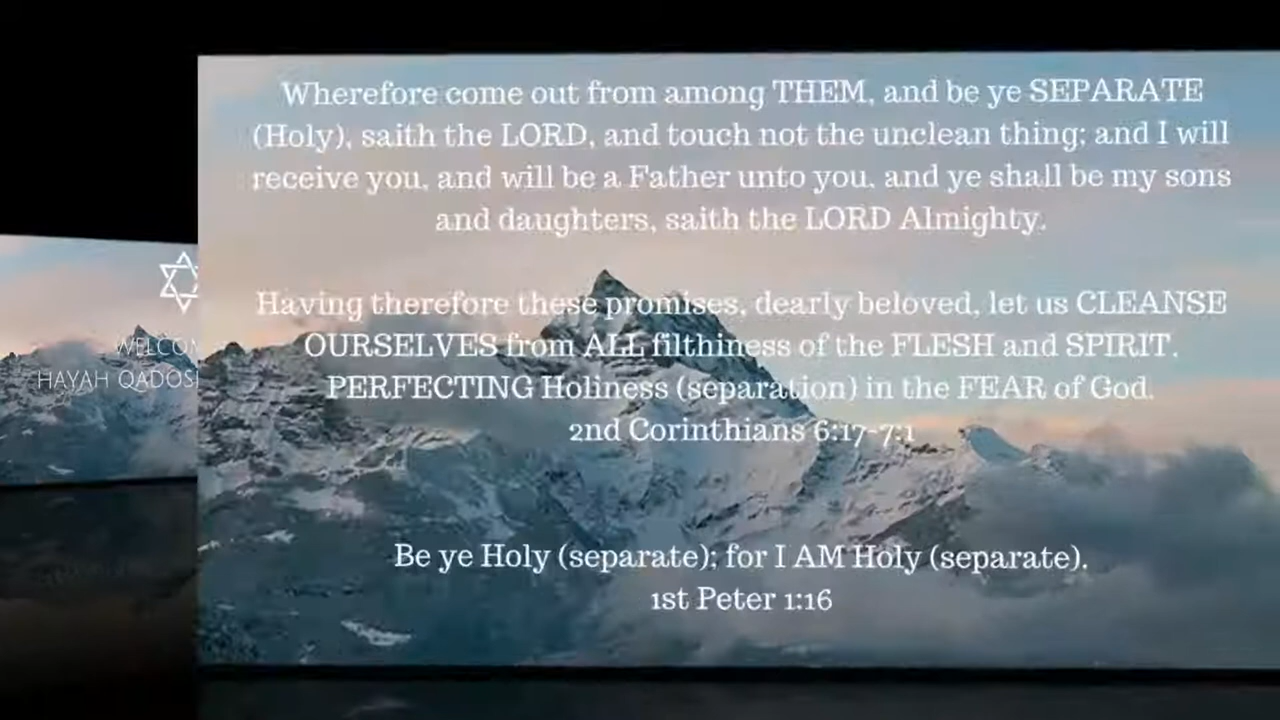 Wherefore come out from among THEM, and be ye SEPARATE
(Holy), saith the LORD, and touch not the unclean thing; and I will
receive you, and will be a Father unto you, and ye shall be my sons
and daughters, saith the LORD Almighty.
Having therefore these promises, dearly beloved, let us CLEANSE
OURSELVES from ALL filthiness of the FLESH and SPIRIT,
PERFECTING Holiness (separation) in the FEAR of God.
2nd Corinthians 6:17-7:1
Be ye Holy (separate); for I AM Holy (separate).
1st Peter 1:16
HAYAH